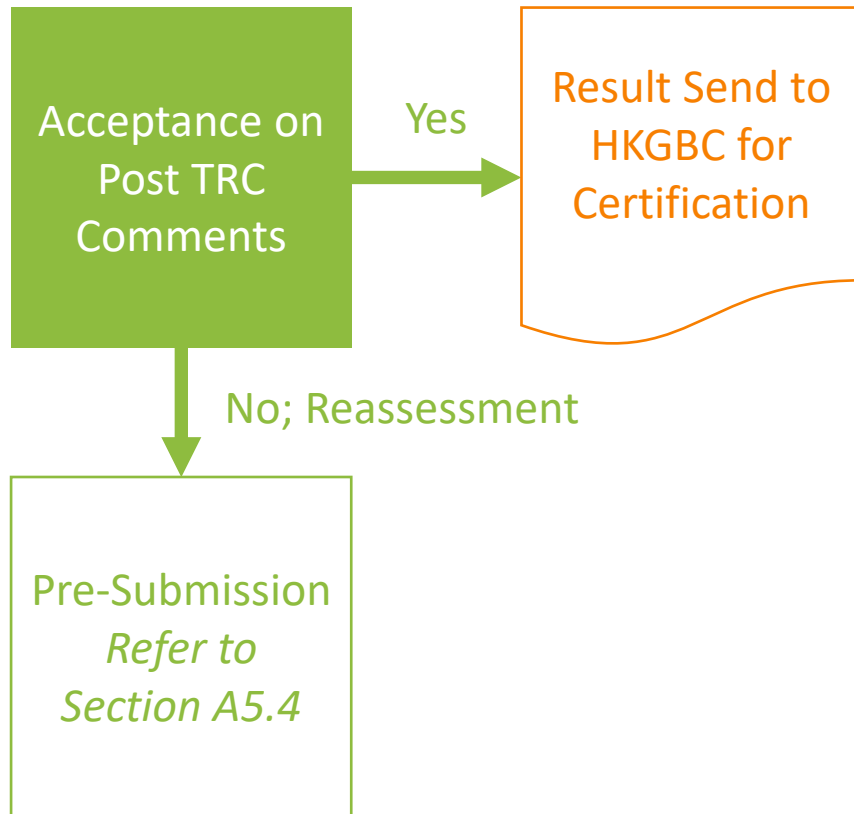 Acceptance on
Post TRC
Comments
Yes
Result Send to
HKGBC for
Certification
No; Reassessment
Pre-Submission
Refer to
Section A5.4